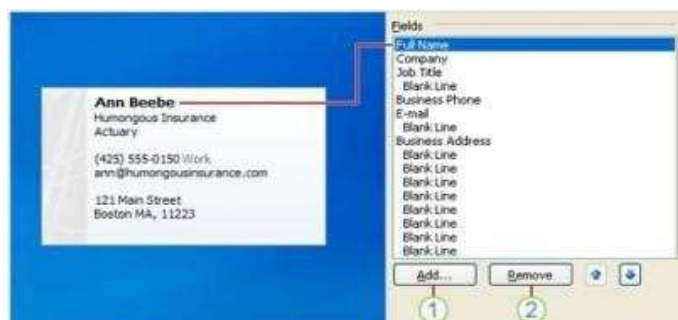 Ann Beebe
Humongous Insurance
Actuary
(425) 555-0150 Work
ann@humongousinsurance.com
121 Main Street
Boston MA, 11223
Fields
Full Name
Company
Job Title
Blank Line
Business Phone
E-mail
Blank Line
Business Address
Blank Line
Blank Line
Blank Line
Blank Line
Blank Line
Blank Line
Blank Line
Blank Line
Add...
Remove
1
2